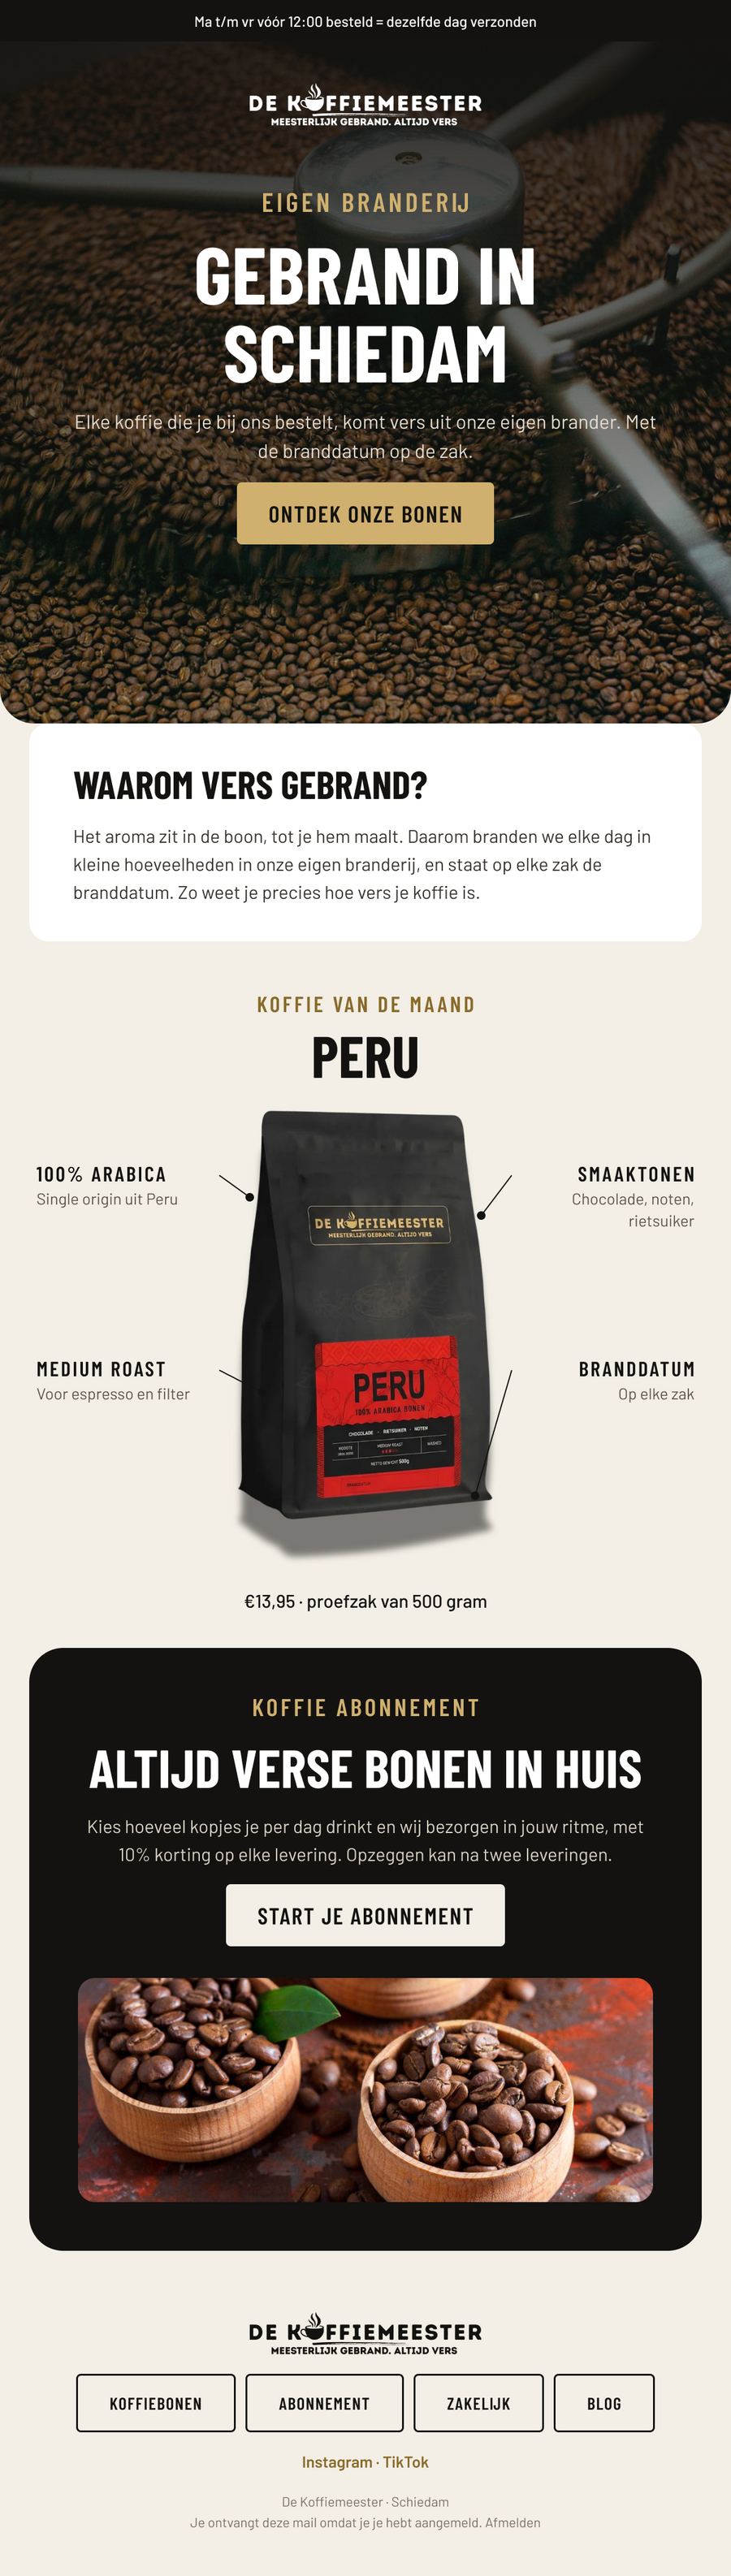 Ma t/m vr vóór 12:00 besteld = dezelfde dag verzonden
DE KOFFIEMEESTER
MEESTERLIJK GEBRAND. ALTIJD VERS
EIGEN BRANDERIJ
GEBRAND IN
SCHIEDAM
Elke koffie die je bij ons bestelt, komt vers uit onze eigen brander. Met
de branddatum op de zak.
ONTDEK ONZE BONEN
WAAROM VERS GEBRAND?
Het aroma zit in de boon, tot je hem maalt. Daarom branden we elke dag in
kleine hoeveelheden in onze eigen branderij, en staat op elke zak de
branddatum. Zo weet je precies hoe vers je koffie is.
KOFFIE VAN DE MAAND
PERU
100% ARABICA
Single origin uit Peru
SMAAKTONEN
Chocolade, noten,
rietsuiker
DE KOFFIEMEESTER
MEESTERLIJK GEBRAND. ALTIJD VERS
MEDIUM ROAST
Voor espresso en filter
BRANDDATUM
Op elke zak
PERU
100% ARABICA BONEN
CHOCOLADE · RIETSUIKER · NOTEN
MEDIUM ROAST
WASHED
NETTO GEWICHT 500g
€13,95 · proefzak van 500 gram
KOFFIE ABONNEMENT
ALTIJD VERSE BONEN IN HUIS
Kies hoeveel kopjes je per dag drinkt en wij bezorgen in jouw ritme, met
10% korting op elke levering. Opzeggen kan na twee leveringen.
START JE ABONNEMENT
DE KOFFIEMEESTER
MEESTERLIJK GEBRAND. ALTIJD VERS
KOFFIEBONEN
ABONNEMENT
ZAKELIJK
BLOG
Instagram · TikTok
De Koffiemeester · Schiedam
Je ontvangt deze mail omdat je je hebt aangemeld. Afmelden